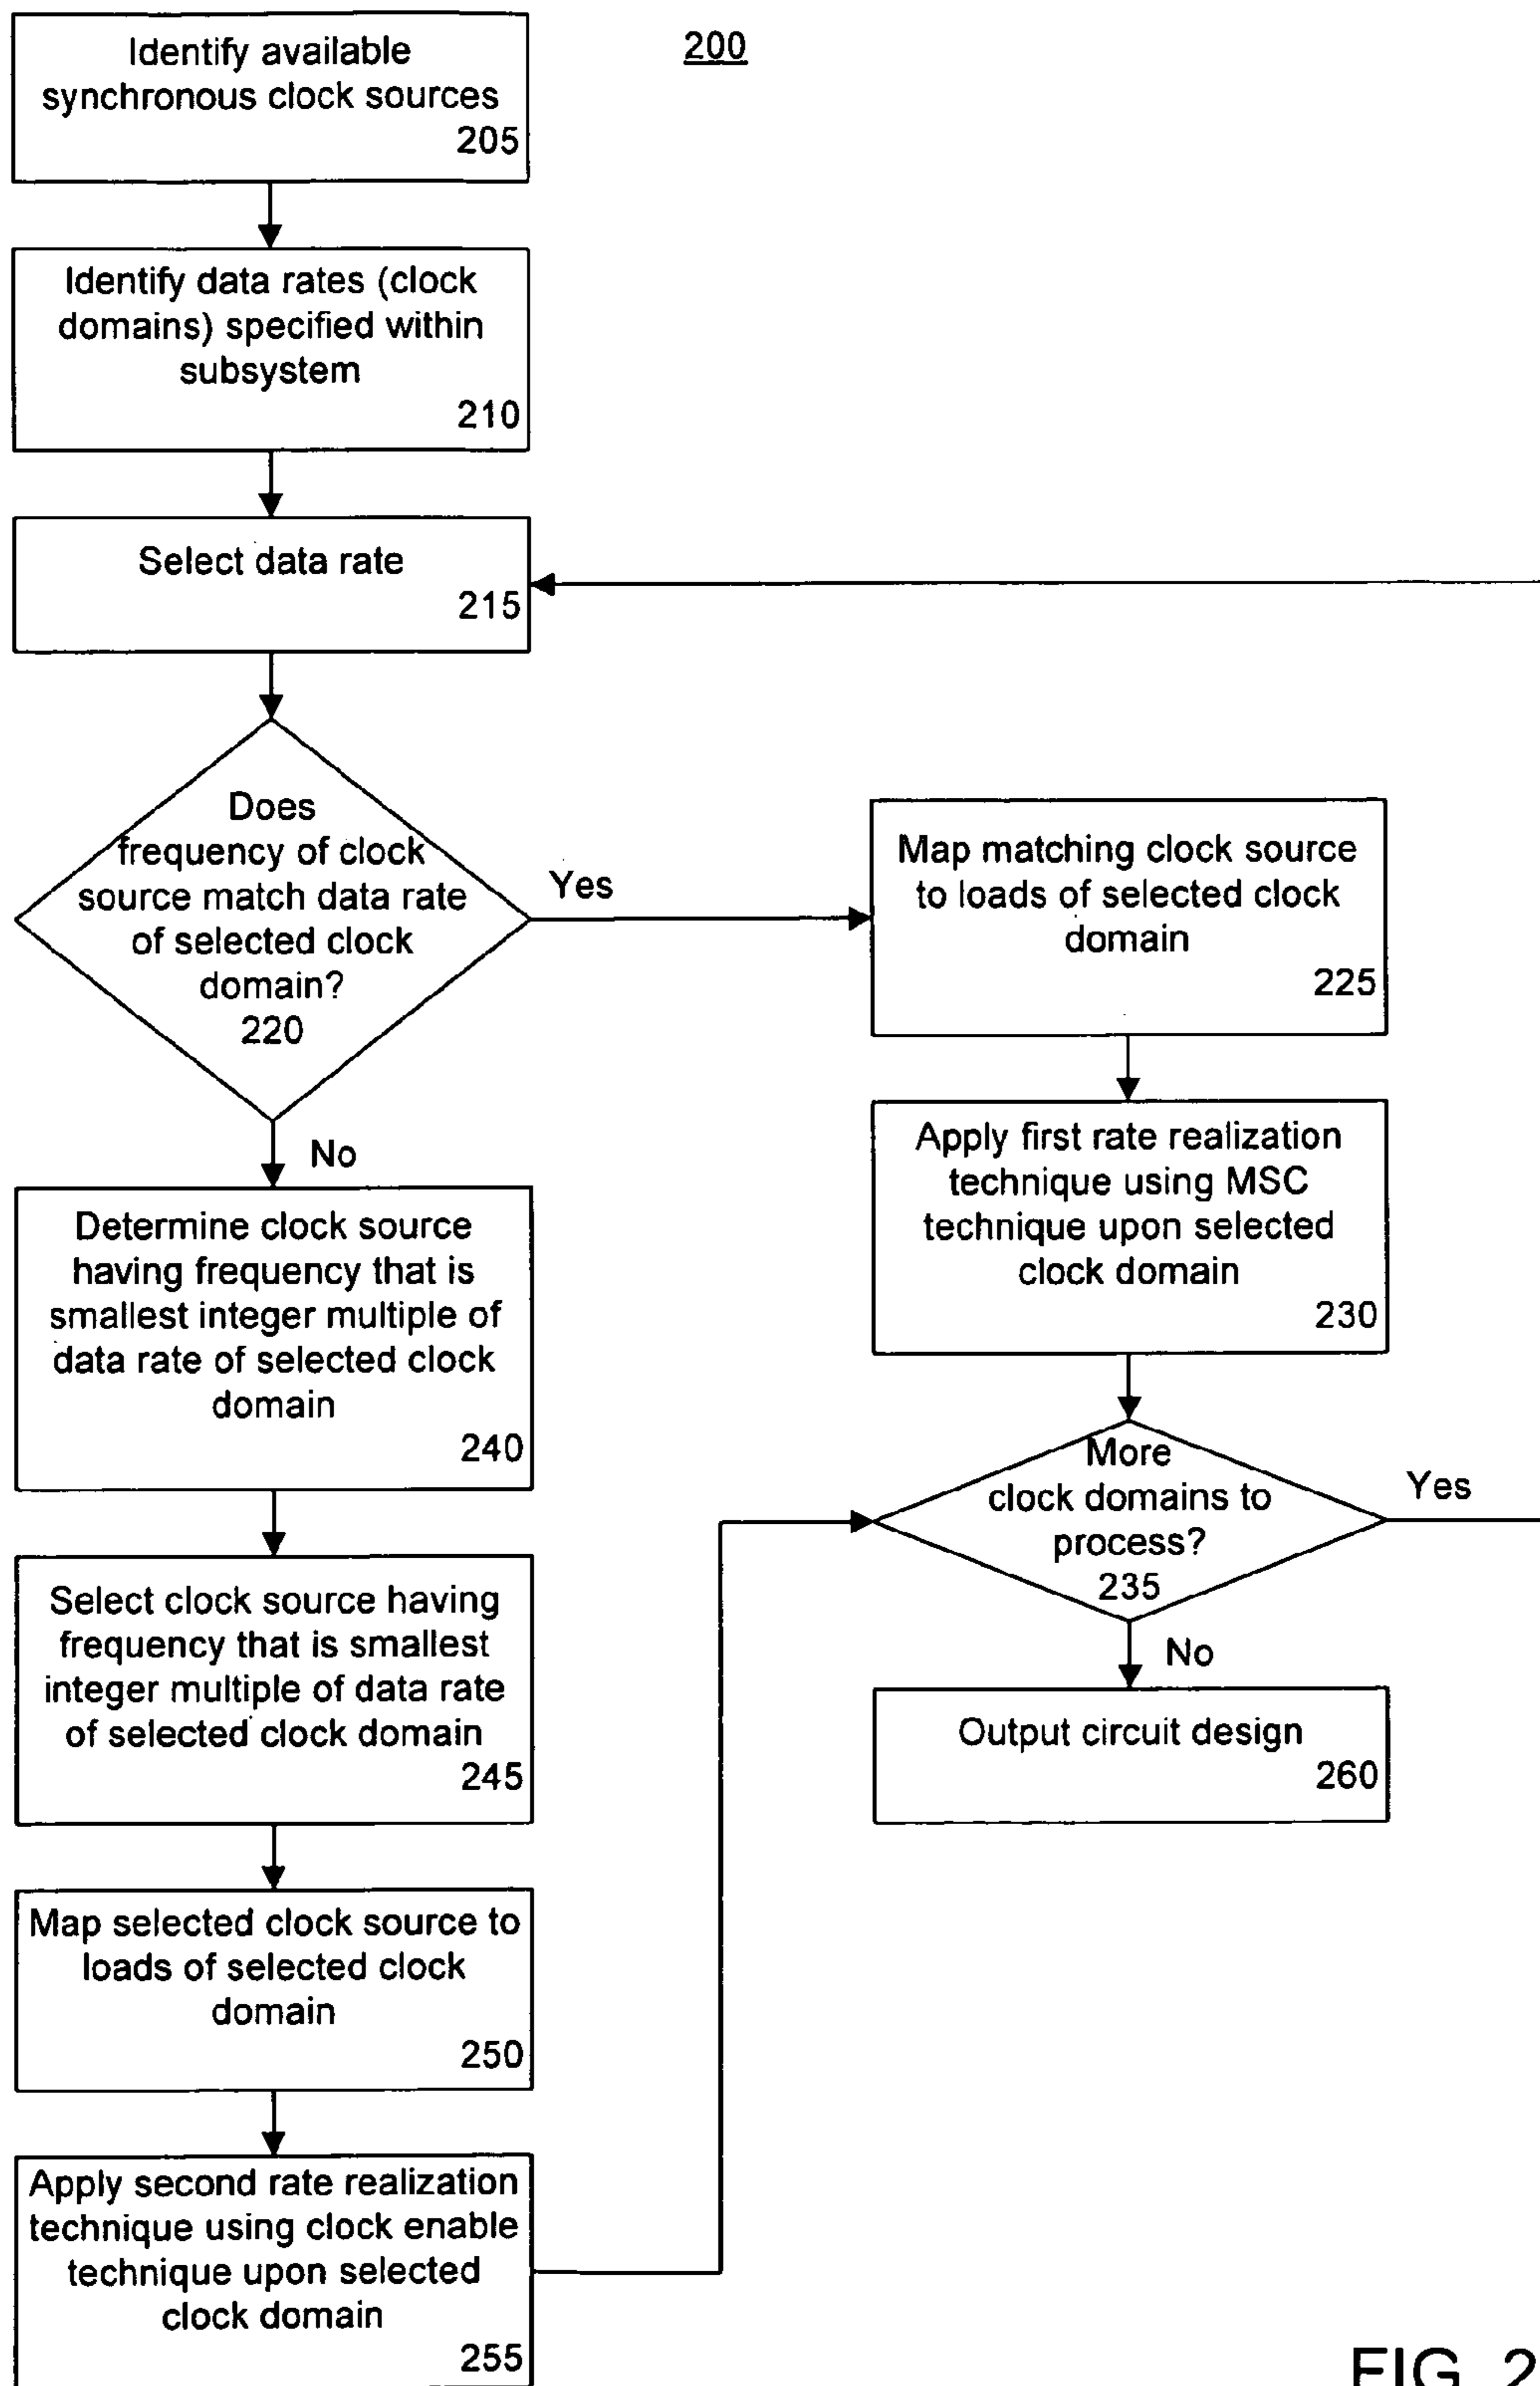 200
Identify available
synchronous clock sources
205
Identify data rates (clock
domains) specified within
subsystem
210
Select data rate
215
Does
frequency of clock
source match data rate
of selected clock
domain?
220
Yes
No
Map matching clock source
to loads of selected clock
domain
225
Apply first rate realization
technique using MSC
technique upon selected
clock domain
230
More
clock domains to
process?
235
Yes
No
Output circuit design
260
Determine clock source
having frequency that is
smallest integer multiple of
data rate of selected clock
domain
240
Select clock source having
frequency that is smallest
integer multiple of data rate
of selected clock domain
245
Map selected clock source to
loads of selected clock
domain
250
Apply second rate realization
technique using clock enable
technique upon selected
clock domain
255
FIG. 2